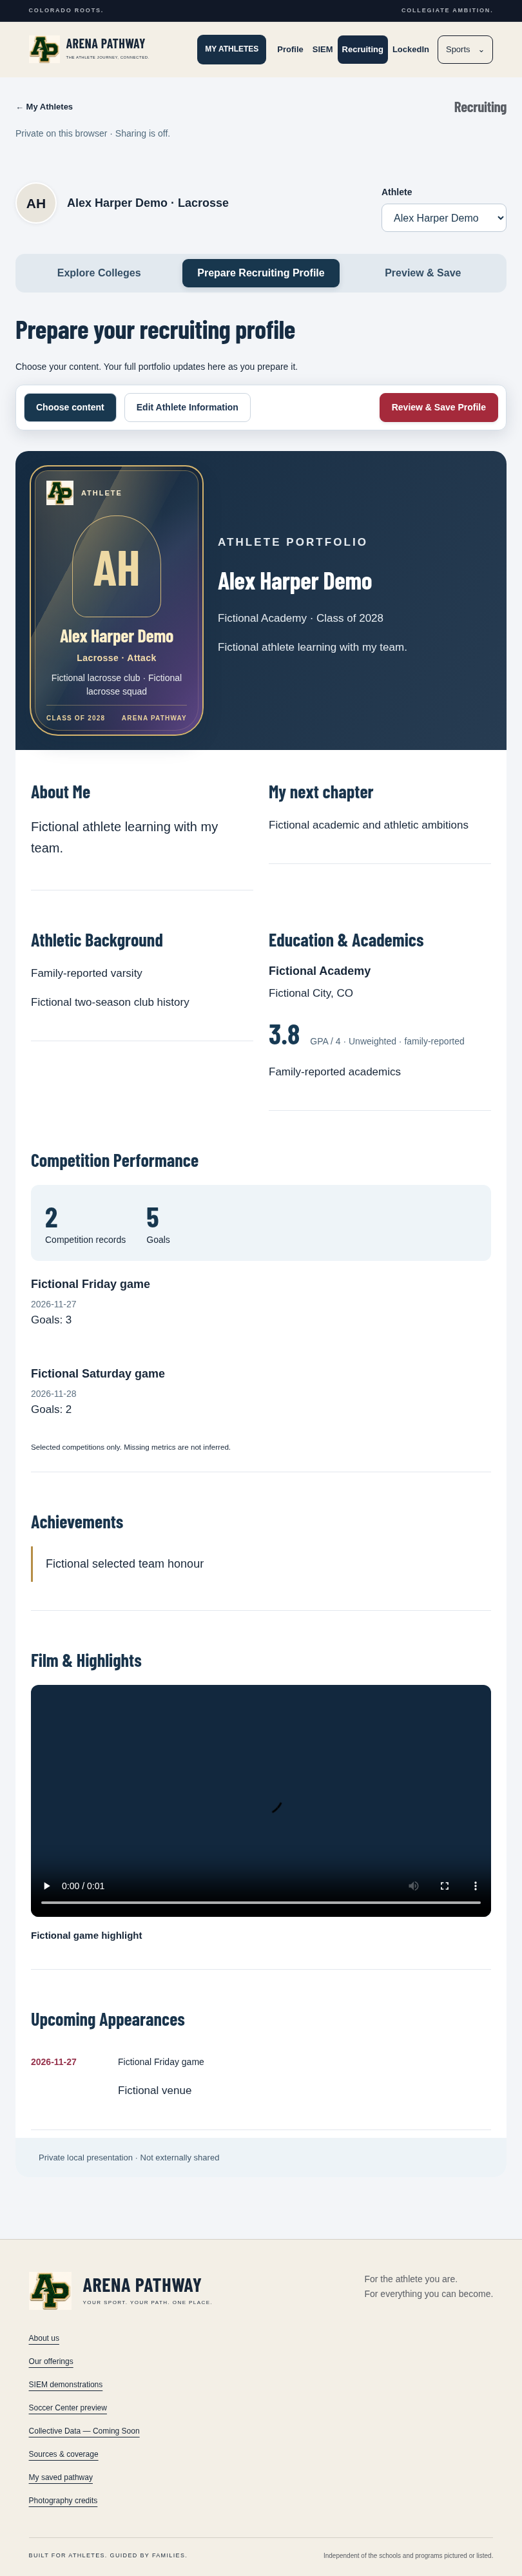 COLORADO ROOTS.
COLLEGIATE AMBITION.
AP
ARENA PATHWAY
THE ATHLETE JOURNEY, CONNECTED.
MY ATHLETES
Profile
SIEM
Recruiting
LockedIn
Sports
← My Athletes
Recruiting
Private on this browser · Sharing is off.
AH
Alex Harper Demo · Lacrosse
Athlete
Alex Harper Demo
Explore Colleges
Prepare Recruiting Profile
Preview & Save
Prepare your recruiting profile
Choose your content. Your full portfolio updates here as you prepare it.
Choose content
Edit Athlete Information
Review & Save Profile
AP
ATHLETE
AH
Alex Harper Demo
Lacrosse · Attack
Fictional lacrosse club · Fictional
lacrosse squad
CLASS OF 2028
ARENA PATHWAY
ATHLETE PORTFOLIO
Alex Harper Demo
Fictional Academy · Class of 2028
Fictional athlete learning with my team.
About Me
Fictional athlete learning with my
team.
My next chapter
Fictional academic and athletic ambitions
Athletic Background
Family-reported varsity
Fictional two-season club history
Education & Academics
Fictional Academy
Fictional City, CO
3.8 GPA / 4 · Unweighted · family-reported
Family-reported academics
Competition Performance
2
Competition records
5
Goals
Fictional Friday game
2026-11-27
Goals: 3
Fictional Saturday game
2026-11-28
Goals: 2
Selected competitions only. Missing metrics are not inferred.
Achievements
Fictional selected team honour
Film & Highlights
0:00 / 0:01
Fictional game highlight
Upcoming Appearances
2026-11-27
Fictional Friday game
Fictional venue
Private local presentation · Not externally shared
AP
ARENA PATHWAY
YOUR SPORT. YOUR PATH. ONE PLACE.
For the athlete you are.
For everything you can become.
About us
Our offerings
SIEM demonstrations
Soccer Center preview
Collective Data — Coming Soon
Sources & coverage
My saved pathway
Photography credits
BUILT FOR ATHLETES. GUIDED BY FAMILIES.
Independent of the schools and programs pictured or listed.